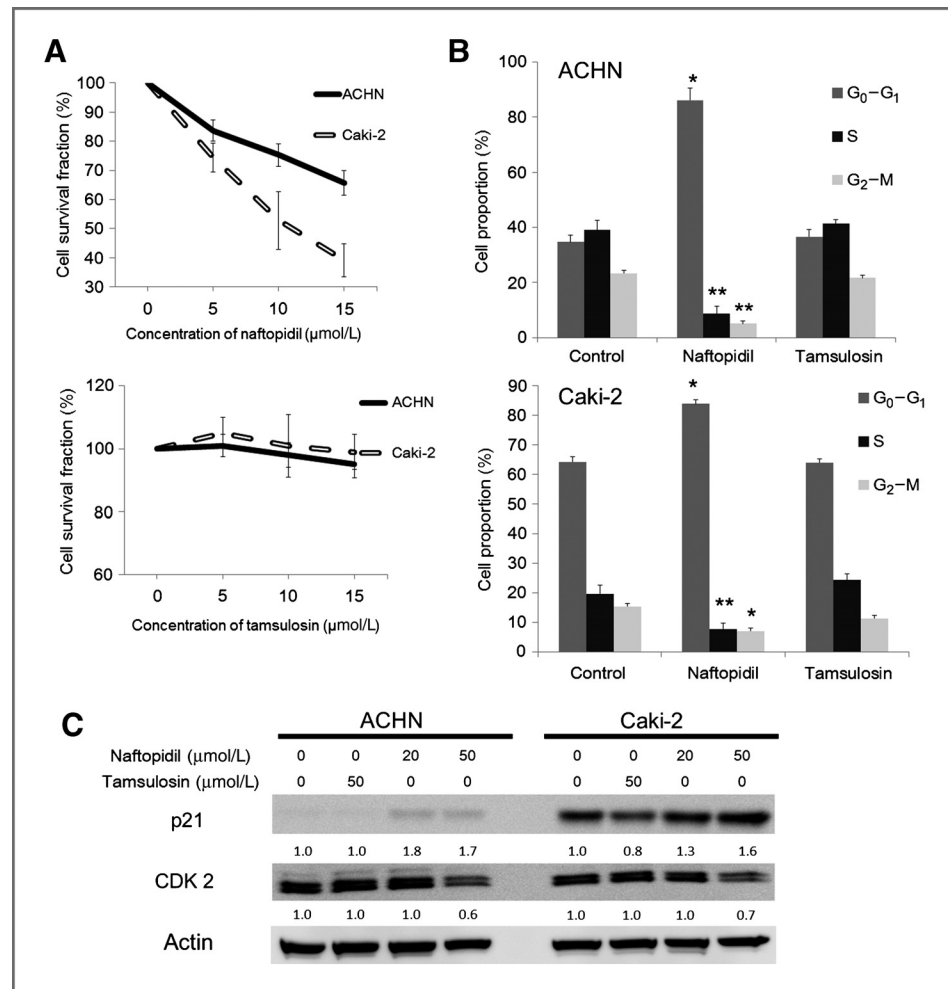 A
Cell survival fraction (%)
100
90
80
70
60
50
40
30
ACHN
Caki-2
0 5 10 15
Concentration of naftopidil (μmol/L)
Cell survival fraction (%)
120
100
80
60
ACHN
Caki-2
0 5 10 15
Concentration of tamsulosin (μmol/L)
B
ACHN
Cell proportion (%)
100
80
60
40
20
0
*
**
**
G0–G1
S
G2–M
Control Naftopidil Tamsulosin
Caki-2
Cell proportion (%)
90
80
70
60
50
40
30
20
10
0
*
**
*
G0–G1
S
G2–M
Control Naftopidil Tamsulosin
C
ACHN Caki-2
Naftopidil (μmol/L) 0 0 20 50 0 0 20 50
Tamsulosin (μmol/L) 0 50 0 0 0 50 0 0
p21
1.0 1.0 1.8 1.7 1.0 0.8 1.3 1.6
CDK 2
1.0 1.0 1.0 0.6 1.0 1.0 1.0 0.7
Actin